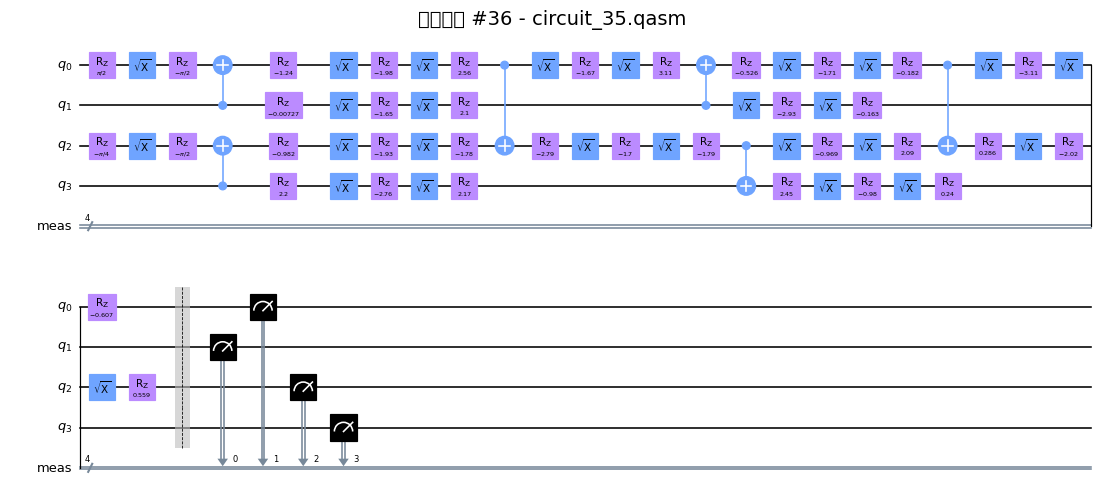 #36 - circuit_35.qasm
q0 Rz π/2 √X Rz −π/2 Rz −1.24 √X Rz −1.98 √X Rz 2.56 √X Rz −1.67 √X Rz 3.11 Rz −0.526 √X Rz −1.71 √X Rz −0.182 √X Rz −3.11 √X
q1 Rz −0.00727 √X Rz −1.65 √X Rz 2.1 √X Rz −2.93 √X Rz −0.163
q2 Rz −π/4 √X Rz −π/2 Rz −0.982 √X Rz −1.93 √X Rz −1.78 Rz −2.79 √X Rz −1.7 √X Rz −1.79 √X Rz −0.969 √X Rz 2.09 Rz 0.286 √X Rz −2.02
q3 Rz 2.2 √X Rz −2.76 √X Rz 2.17 Rz 2.45 √X Rz −0.98 √X Rz 0.24
meas 4
q0 Rz −0.607
q1
q2 √X Rz 0.559
q3
meas 4 0 1 2 3